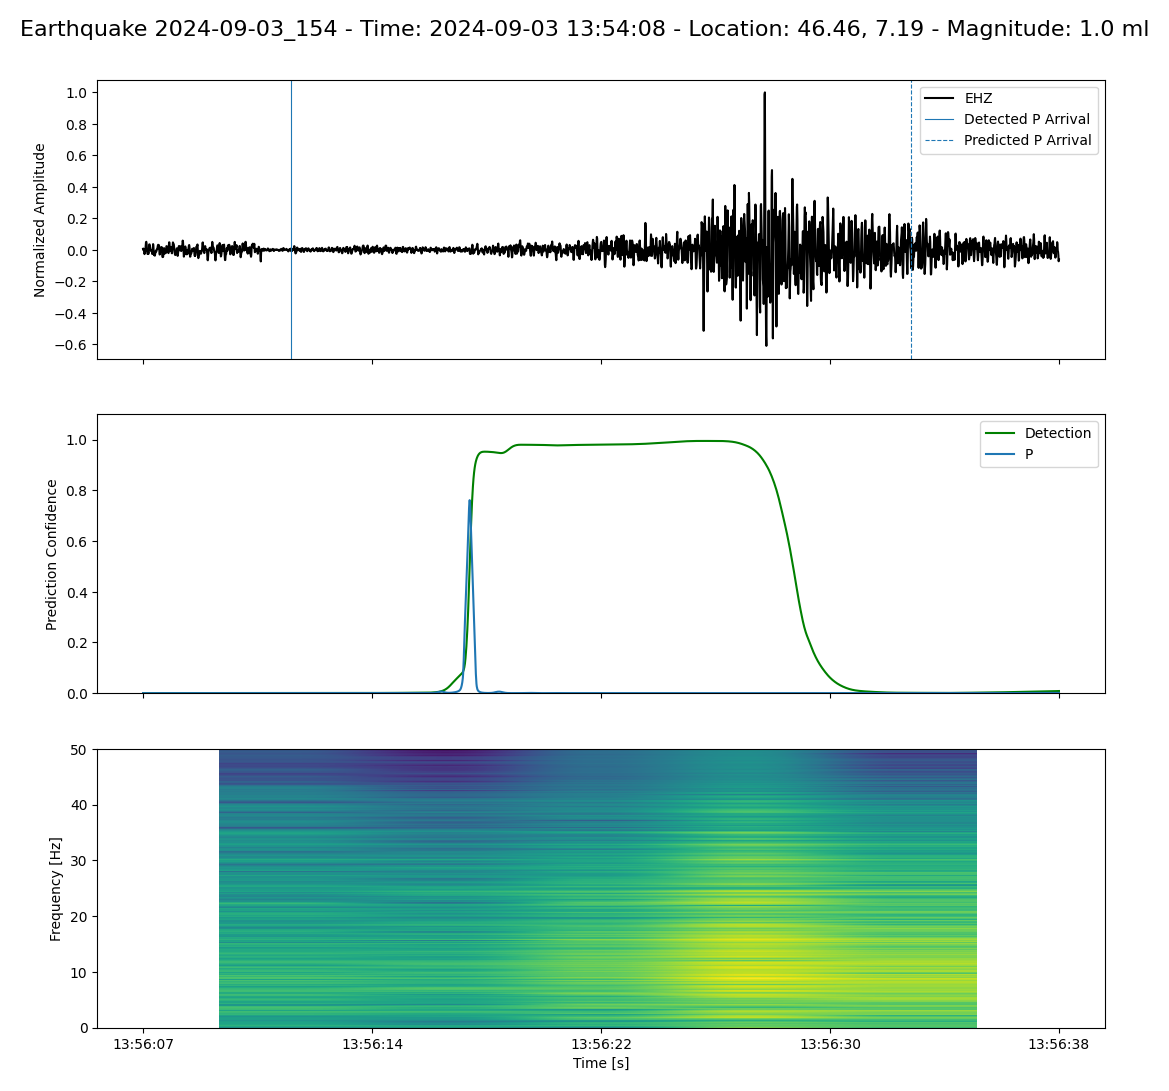 Earthquake 2024-09-03_154 - Time: 2024-09-03 13:54:08 - Location: 46.46, 7.19 - Magnitude: 1.0 ml
Normalized Amplitude
1.0
0.8
0.6
0.4
0.2
0.0
−0.2
−0.4
−0.6
EHZ
Detected P Arrival
Predicted P Arrival
Prediction Confidence
1.0
0.8
0.6
0.4
0.2
0.0
Detection
P
Frequency [Hz]
50
40
30
20
10
0
13:56:07
13:56:14
13:56:22
13:56:30
13:56:38
Time [s]